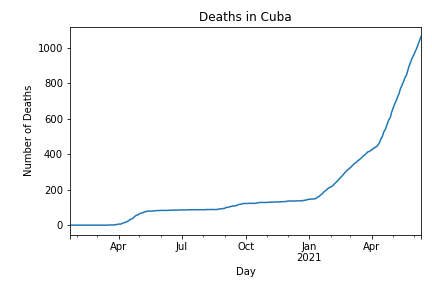 Deaths in Cuba
1000
800
600
400
200
0
Number of Deaths
Apr
Jul
Oct
Jan
2021
Apr
Day